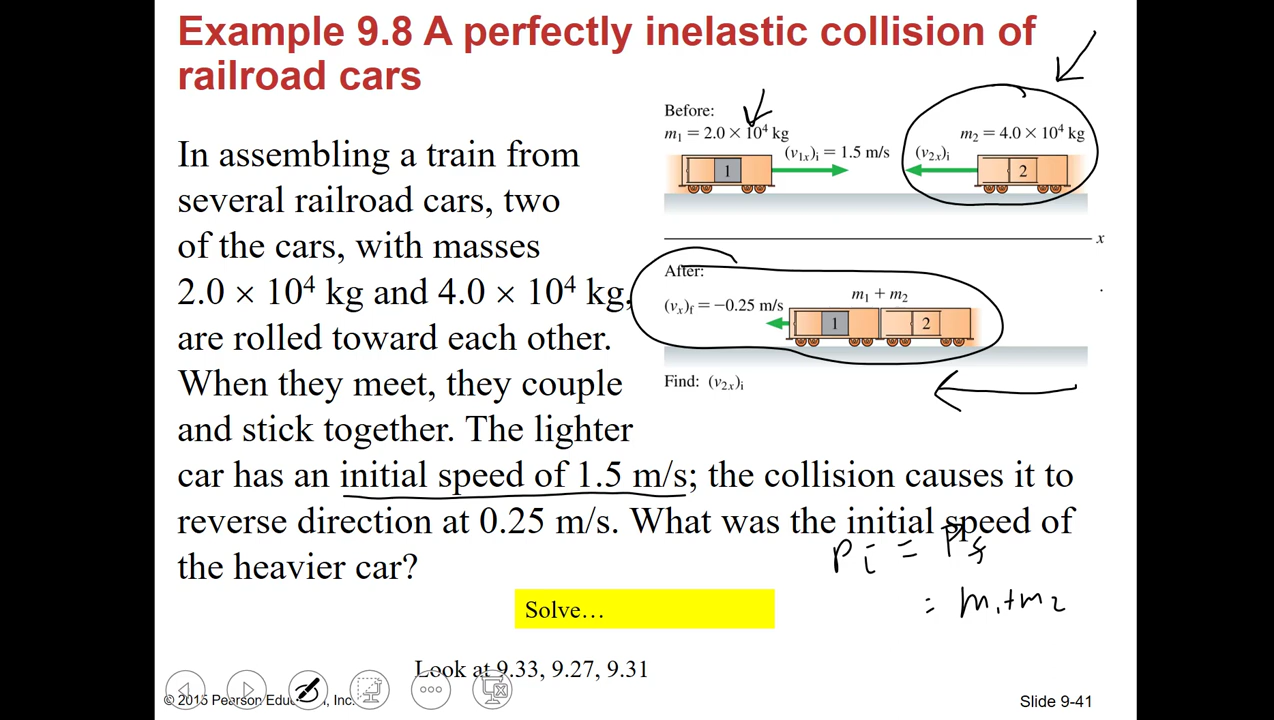 Example 9.8 A perfectly inelastic collision of
railroad cars
In assembling a train from
several railroad cars, two
of the cars, with masses
2.0 × 10⁴ kg and 4.0 × 10⁴ kg,
are rolled toward each other.
When they meet, they couple
and stick together. The lighter
car has an initial speed of 1.5 m/s; the collision causes it to
reverse direction at 0.25 m/s. What was the initial speed of
the heavier car?
Before:
m₁ = 2.0 × 10⁴ kg
m₂ = 4.0 × 10⁴ kg
(v₁ₓ)ᵢ = 1.5 m/s
(v₂ₓ)ᵢ
1
2
x
After:
m₁ + m₂
(vₓ)f = −0.25 m/s
1
2
Find: (v₂ₓ)ᵢ
Pi = Pf
= m₁+m₂
Solve…
Look at 9.33, 9.27, 9.31
© 2015 Pearson Education, Inc.
Slide 9-41